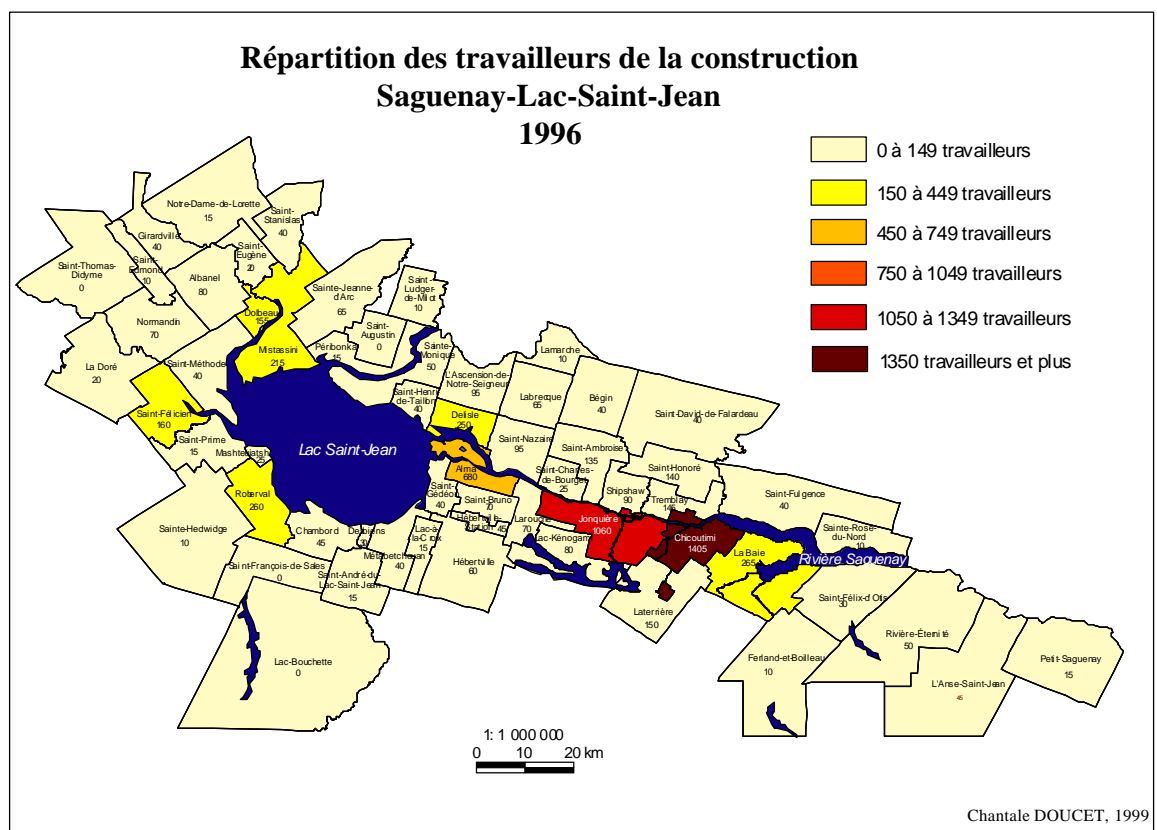 Répartition des travailleurs de la construction
Saguenay-Lac-Saint-Jean
1996
0 à 149 travailleurs
150 à 449 travailleurs
450 à 749 travailleurs
750 à 1049 travailleurs
1050 à 1349 travailleurs
1350 travailleurs et plus
Notre-Dame-de-Lorette
15
Saint-
Stanislas
40
Girardville
40
Saint-
Eugène
20
Saint-Thomas-
Didyme
0
Saint-
Edmond
10
Albanel
80
Sainte-Jeanne-
d'Arc
65
Saint-
Ludger-
de-Milot
10
Dolbeau
155
Normandin
70
Saint-
Augustin
0
Péribonka
15
Mistassini
215
Sainte-
Monique
50
La Doré
20
Saint-Méthode
40
Lamarche
10
L'Ascension-de-
Notre-Seigneur
95
Saint-Henri
de-Taillon
40
Labrecque
65
Bégin
40
Saint-David-de-Falardeau
40
Saint-Félicien
160
Delisle
250
Saint-Prime
15
Mashteuiatsh
25
Lac Saint-Jean
Saint-Nazaire
95
Saint-Ambroise
135
Alma
680
Saint-Charles-
de-Bourget
25
Saint-Honoré
140
Shipshaw
90
Tremblay
145
Saint-Fulgence
40
Roberval
260
Saint-
Gédéon
40
Saint-Bruno
70
Hébertville-
Station
45
Larouche
70
Jonquière
1060
Chicoutimi
1405
Sainte-Rose-
du-Nord
10
Sainte-Hedwige
10
Chambord
45
Desbiens
30
Lac-à-
la-Croix
15
Lac-Kénogami
80
La Baie
265
Rivière Saguenay
Métabetchouan
40
Hébertville
60
Saint-François-de-Sales
0
Saint-André-du-
Lac-Saint-Jean
15
Laterrière
150
Saint-Félix-d'Otis
30
Rivière-Éternité
50
Lac-Bouchette
0
Ferland-et-Boilleau
10
L'Anse-Saint-Jean
45
Petit-Saguenay
15
1: 1 000 000
0 10 20 km
Chantale DOUCET, 1999